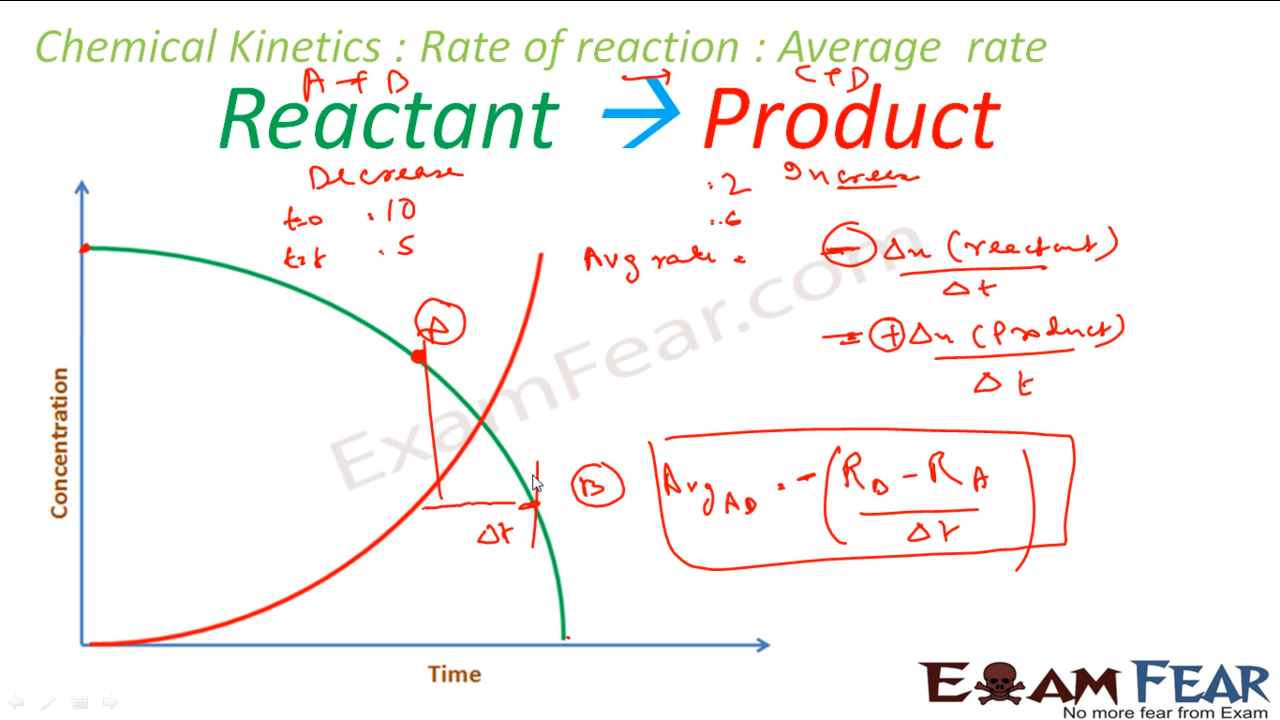 Chemical Kinetics : Rate of reaction : Average rate
A + B → C + D
Reactant → Product
Decrease
t=0 .10 .2
t=t .5 .6
Avg rate = - Δn (reactant)
Δt
= + Δn (Product)
Δt
A
B
Δt
Avg AB = - ( R B - R A )
Δt
Concentration
Time
ExamFear.com
EXAM FEAR
No more fear from Exam